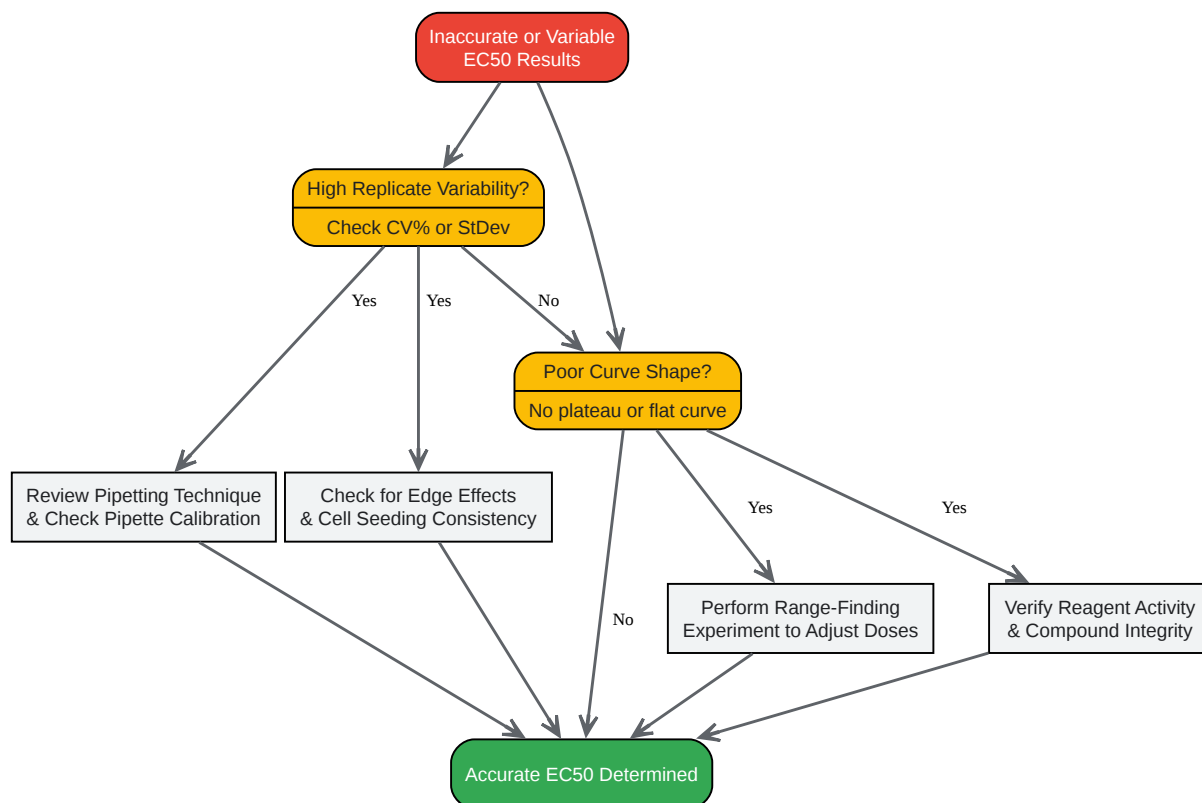 Inaccurate or Variable
EC50 Results
High Replicate Variability?
Check CV% or StDev
Yes
Yes
No
Poor Curve Shape?
No plateau or flat curve
Review Pipetting Technique
& Check Pipette Calibration
Check for Edge Effects
& Cell Seeding Consistency
Yes
Yes
No
Perform Range-Finding
Experiment to Adjust Doses
Verify Reagent Activity
& Compound Integrity
Accurate EC50 Determined